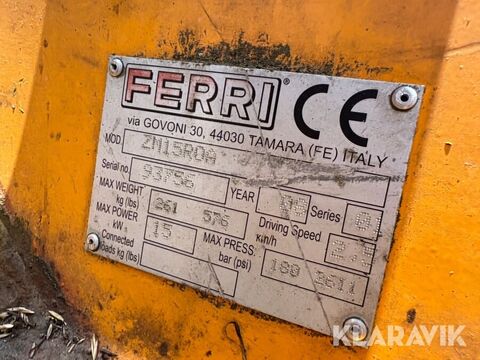 FERRI® CE
via GOVONI 30, 44030 TAMARA (FE) ITALY
MOD. ZM15ROA
Serial no. 93756
YEAR Series
MAX WEIGHT kg (lbs) 261 576
Driving Speed km/h
MAX POWER kW 15
MAX PRESS. bar (psi) 180 2611
Connected loads kg (lbs)
KLARAVIK